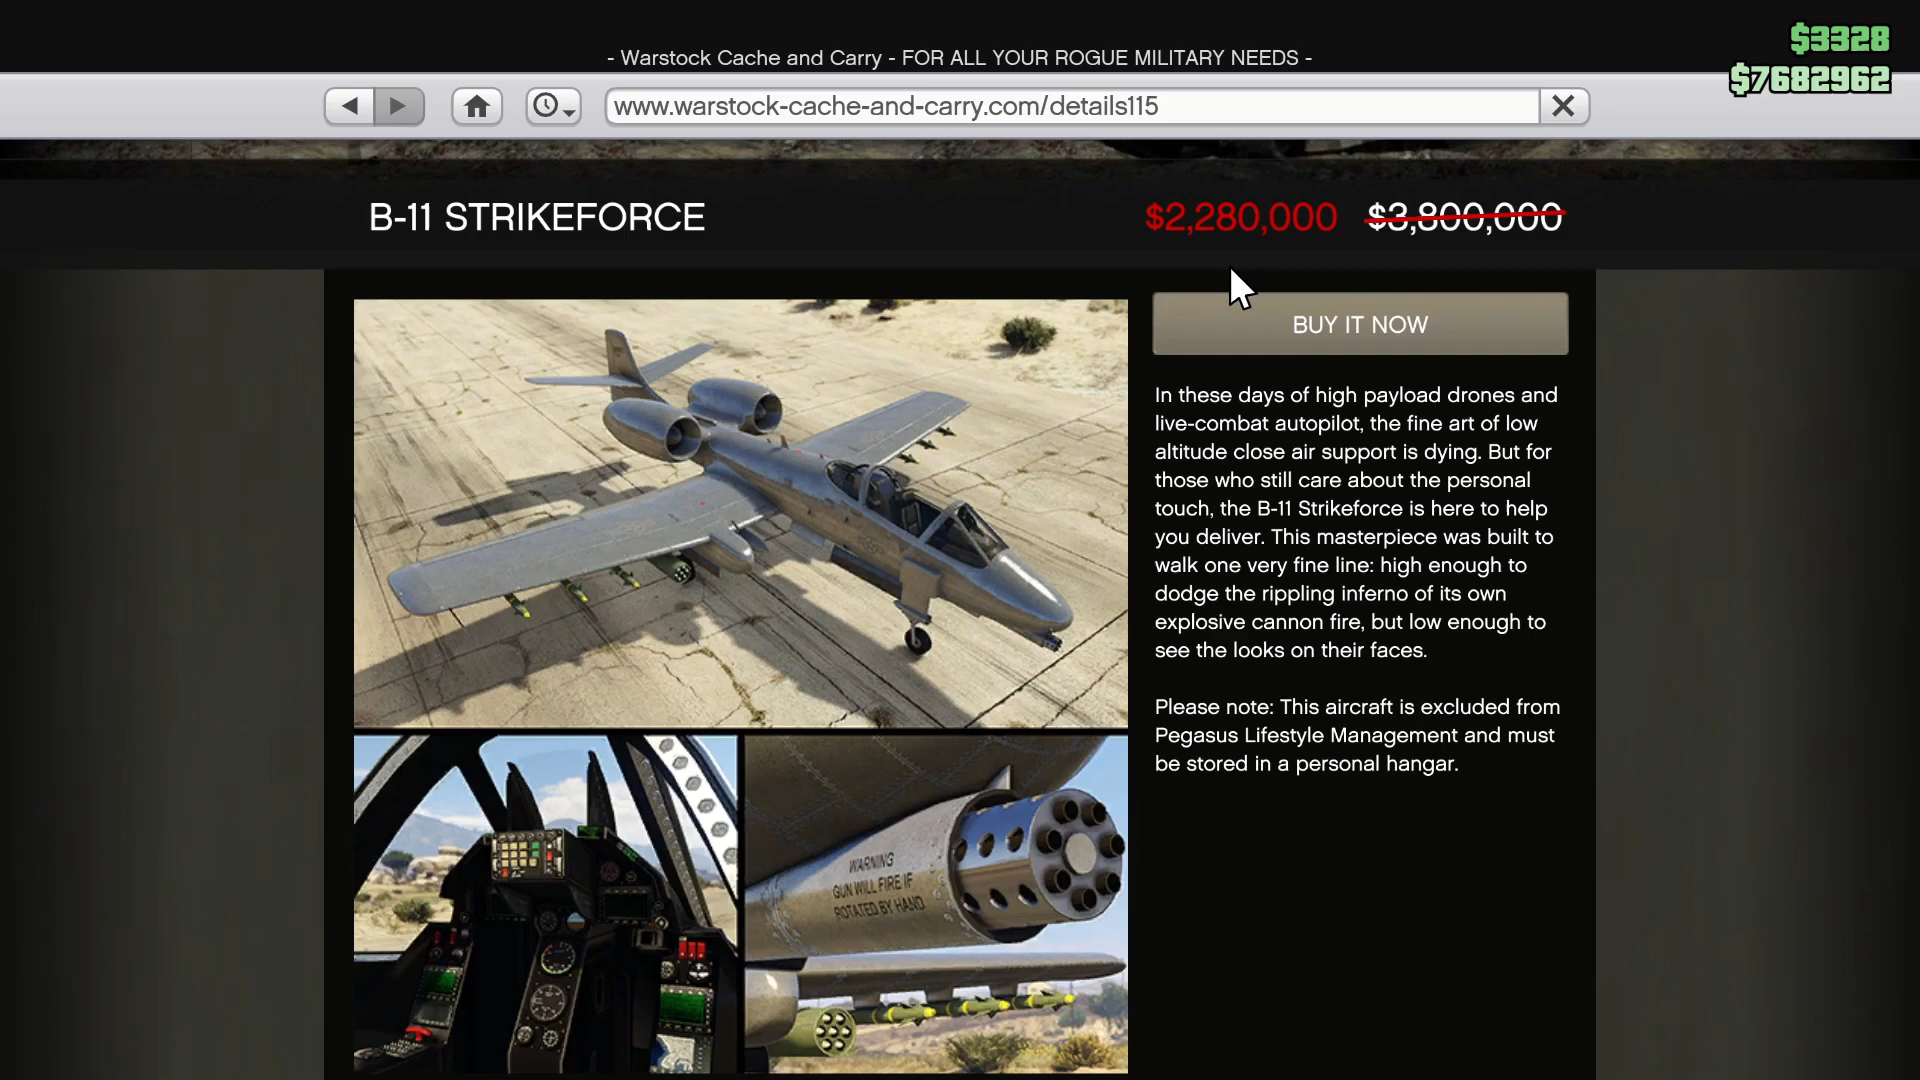 $3328
- Warstock Cache and Carry - FOR ALL YOUR ROGUE MILITARY NEEDS -
$7682962
www.warstock-cache-and-carry.com/details115
B-11 STRIKEFORCE
$2,280,000 $3,800,000
BUY IT NOW
In these days of high payload drones and
live-combat autopilot, the fine art of low
altitude close air support is dying. But for
those who still care about the personal
touch, the B-11 Strikeforce is here to help
you deliver. This masterpiece was built to
walk one very fine line: high enough to
dodge the rippling inferno of its own
explosive cannon fire, but low enough to
see the looks on their faces.
Please note: This aircraft is excluded from
Pegasus Lifestyle Management and must
be stored in a personal hangar.
WARNING
GUN WILL FIRE IF
ROTATED BY HAND